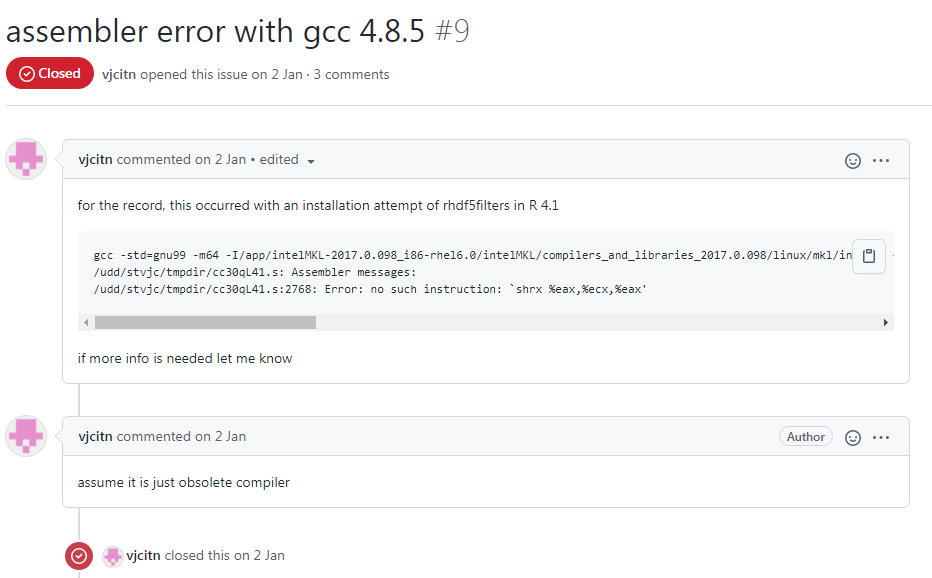 assembler error with gcc 4.8.5 #9
Closed vjcitn opened this issue on 2 Jan · 3 comments
vjcitn commented on 2 Jan • edited
for the record, this occurred with an installation attempt of rhdf5filters in R 4.1
gcc -std=gnu99 -m64 -I/app/intelMKL-2017.0.098_i86-rhel6.0/intelMKL/compilers_and_libraries_2017.0.098/linux/mkl/in
/udd/stvjc/tmpdir/cc30qL41.s: Assembler messages:
/udd/stvjc/tmpdir/cc30qL41.s:2768: Error: no such instruction: `shrx %eax,%ecx,%eax'
if more info is needed let me know
vjcitn commented on 2 Jan Author
assume it is just obsolete compiler
vjcitn closed this on 2 Jan